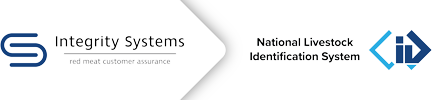 Integrity Systems
red meat customer assurance
National Livestock
Identification System
iD